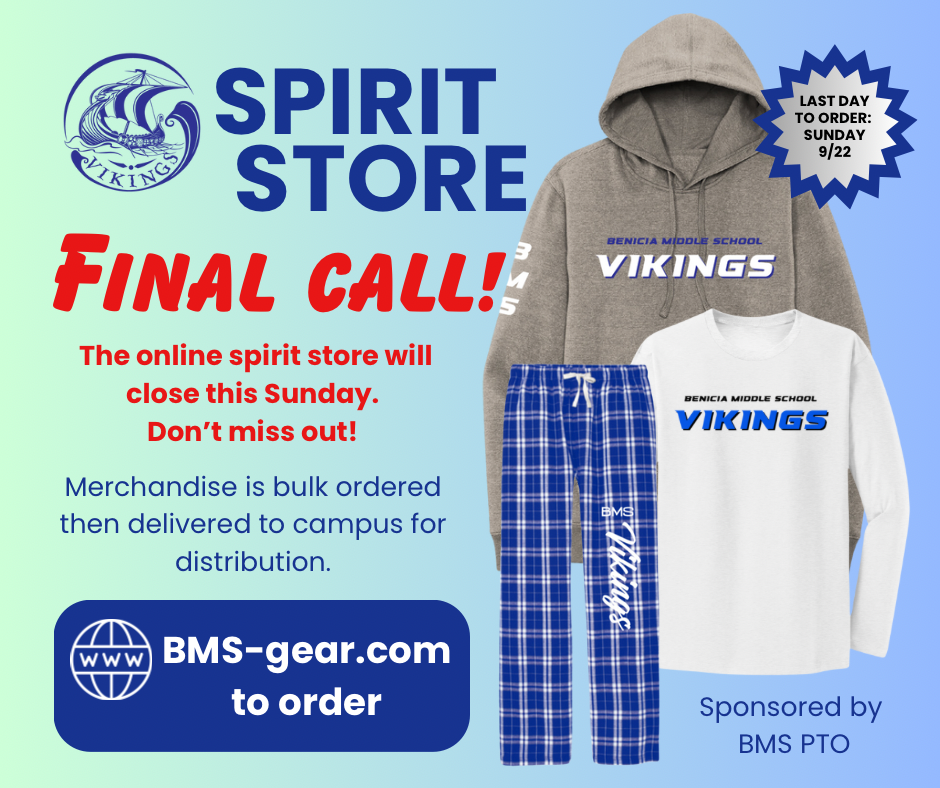 VIKINGS
SPIRIT
STORE
LAST DAY
TO ORDER:
SUNDAY
9/22
FINAL CALL!
BMS
BENICIA MIDDLE SCHOOL
VIKINGS
The online spirit store will
close this Sunday.
Don’t miss out!
BENICIA MIDDLE SCHOOL
VIKINGS
Merchandise is bulk ordered
then delivered to campus for
distribution.
BMS
Vikings
WWW
BMS-gear.com
to order
Sponsored by
BMS PTO